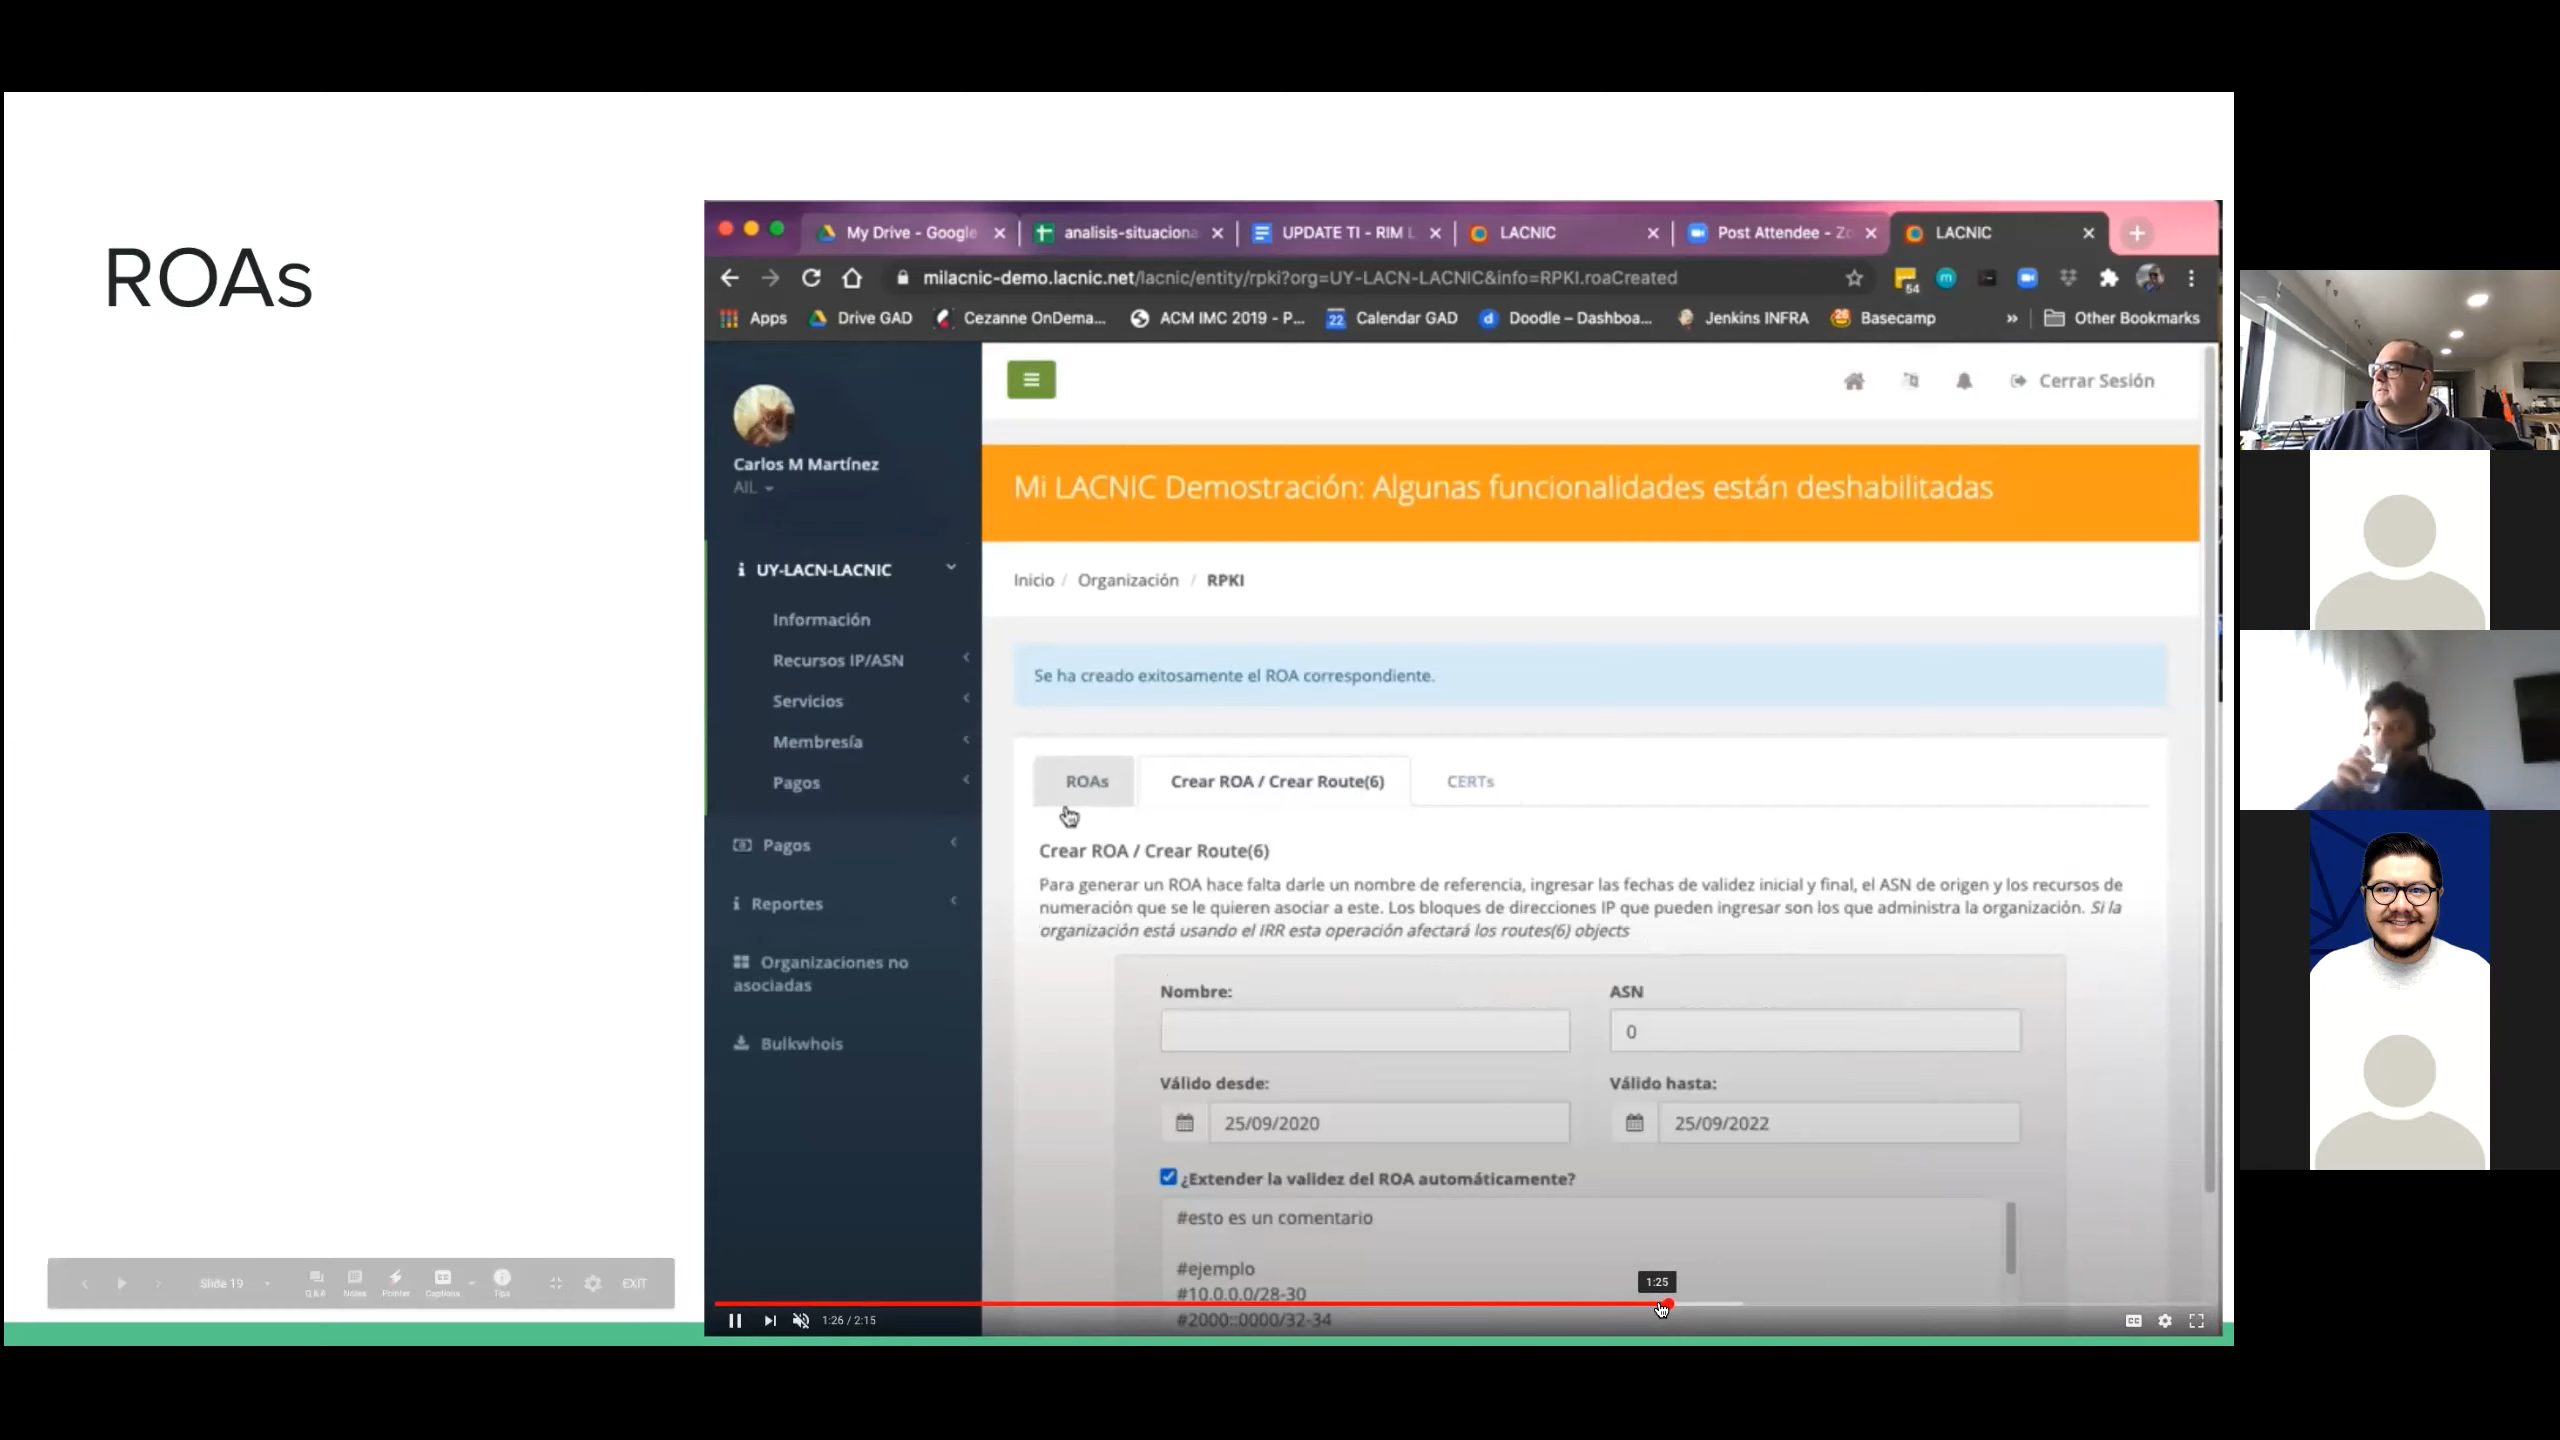 ROAs
My Drive - Google
analisis-situaciona
UPDATE TI - RIM L
LACNIC
Post Attendee - Zo
LACNIC
milacnic-demo.lacnic.net/lacnic/entity/rpki?org=UY-LACN-LACNIC&info=RPKI.roaCreated
54
Apps
Drive GAD
Cezanne OnDema...
ACM IMC 2019 - P...
22
Calendar GAD
Doodle – Dashboa...
Jenkins INFRA
Basecamp
Other Bookmarks
Carlos M Martínez
AIL
Cerrar Sesión
Mi LACNIC Demostración: Algunas funcionalidades están deshabilitadas
UY-LACN-LACNIC
Información
Recursos IP/ASN
Servicios
Membresía
Pagos
Pagos
Reportes
Organizaciones no
asociadas
Bulkwhois
Inicio / Organización / RPKI
Se ha creado exitosamente el ROA correspondiente.
ROAs
Crear ROA / Crear Route(6)
CERTs
Crear ROA / Crear Route(6)
Para generar un ROA hace falta darle un nombre de referencia, ingresar las fechas de validez inicial y final, el ASN de origen y los recursos de
numeración que se le quieren asociar a este. Los bloques de direcciones IP que pueden ingresar son los que administra la organización. Si la
organización está usando el IRR esta operación afectará los routes(6) objects
Nombre:
ASN
0
Válido desde:
Válido hasta:
25/09/2020
25/09/2022
¿Extender la validez del ROA automáticamente?
#esto es un comentario
#ejemplo
#10.0.0.0/28-30
#2000::0000/32-34
1:25
1:26 / 2:15
Slide 19
Q&A
Notes
Pointer
Captions
Tips
EXIT